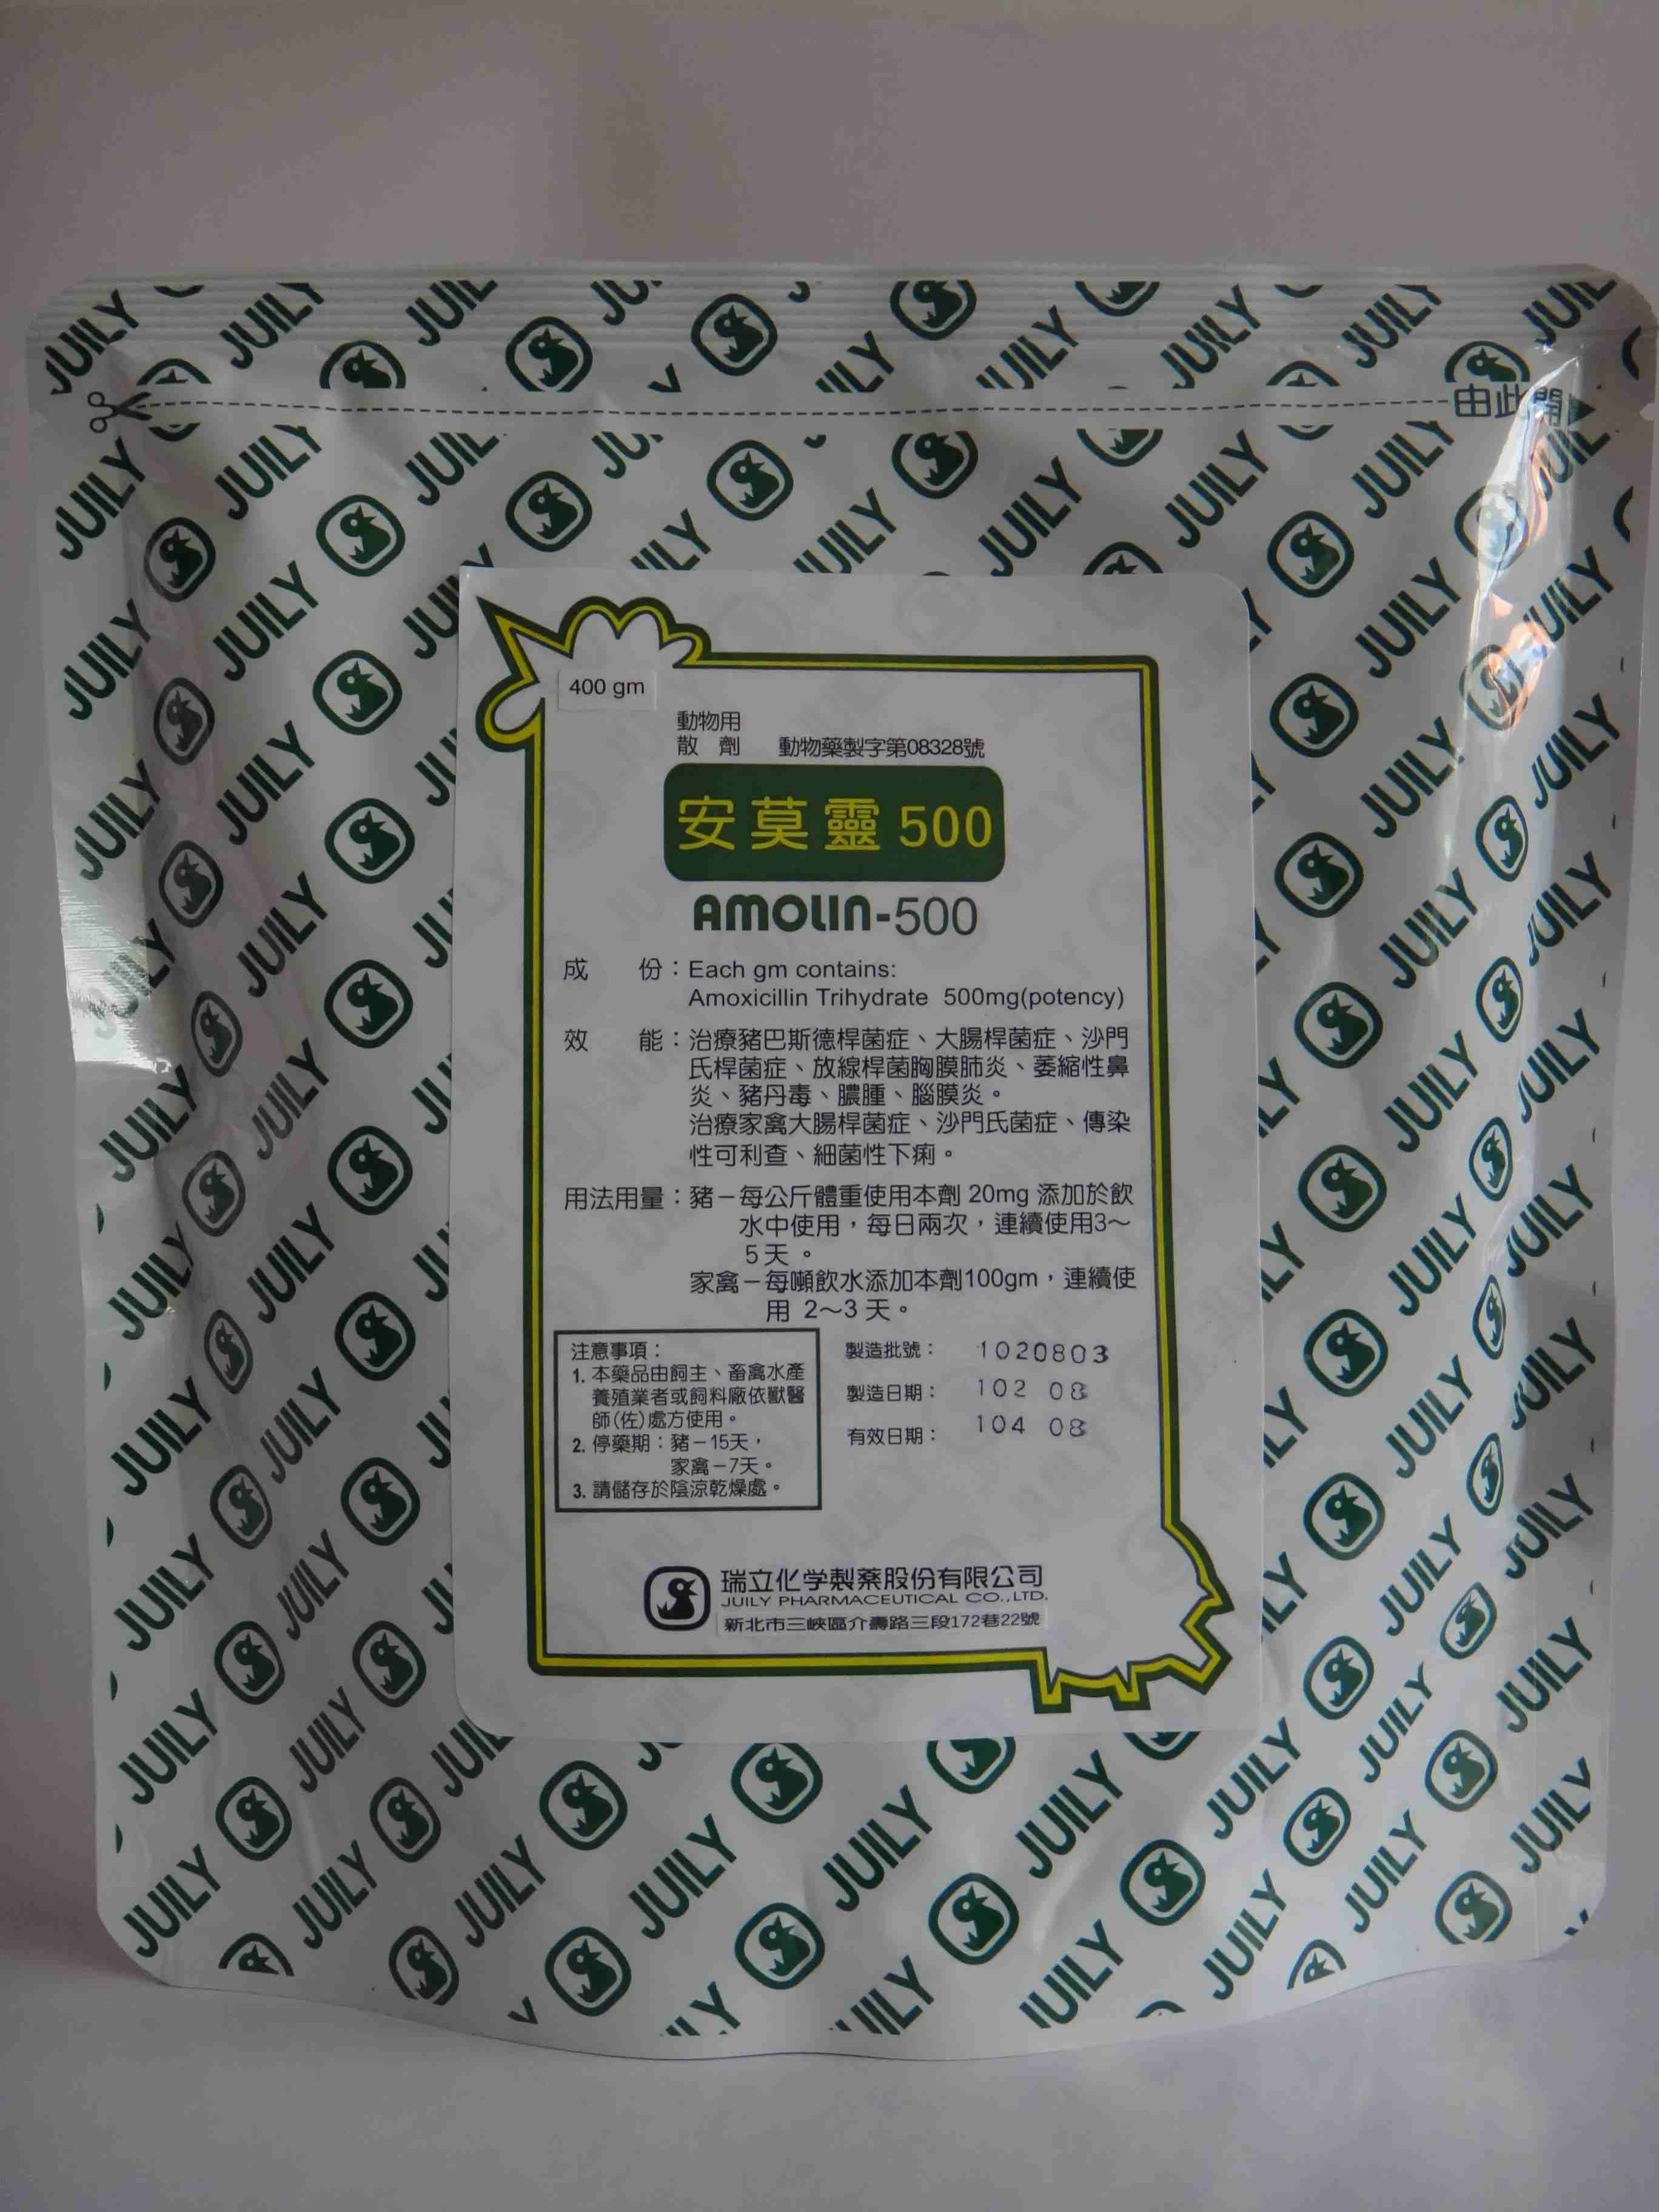 由此開
400 gm
動物用
散 劑 動物藥製字第08328號
安莫靈 500
AMOLIN-500
成 份：Each gm contains:
Amoxicillin Trihydrate 500mg(potency)
效 能：治療豬巴斯德桿菌症、大腸桿菌症、沙門
氏桿菌症、放線桿菌胸膜肺炎、萎縮性鼻
炎、豬丹毒、膿腫、腦膜炎。
治療家禽大腸桿菌症、沙門氏菌症、傳染
性可利查、細菌性下痢。
用法用量：豬－每公斤體重使用本劑 20mg 添加於飲
水中使用，每日兩次，連續使用3～
5天。
家禽－每噸飲水添加本劑100gm，連續使
用 2～3 天。
注意事項：
1. 本藥品由飼主、畜禽水產
養殖業者或飼料廠依獸醫
師(佐)處方使用。
2. 停藥期：豬－15天，
家禽－7天。
3. 請儲存於陰涼乾燥處。
製造批號： 1020803
製造日期： 102 08
有效日期： 104 08
瑞立化学製薬股份有限公司
JUILY PHARMACEUTICAL CO.,LTD.
新北市三峽區介壽路三段172巷22號
JUILY